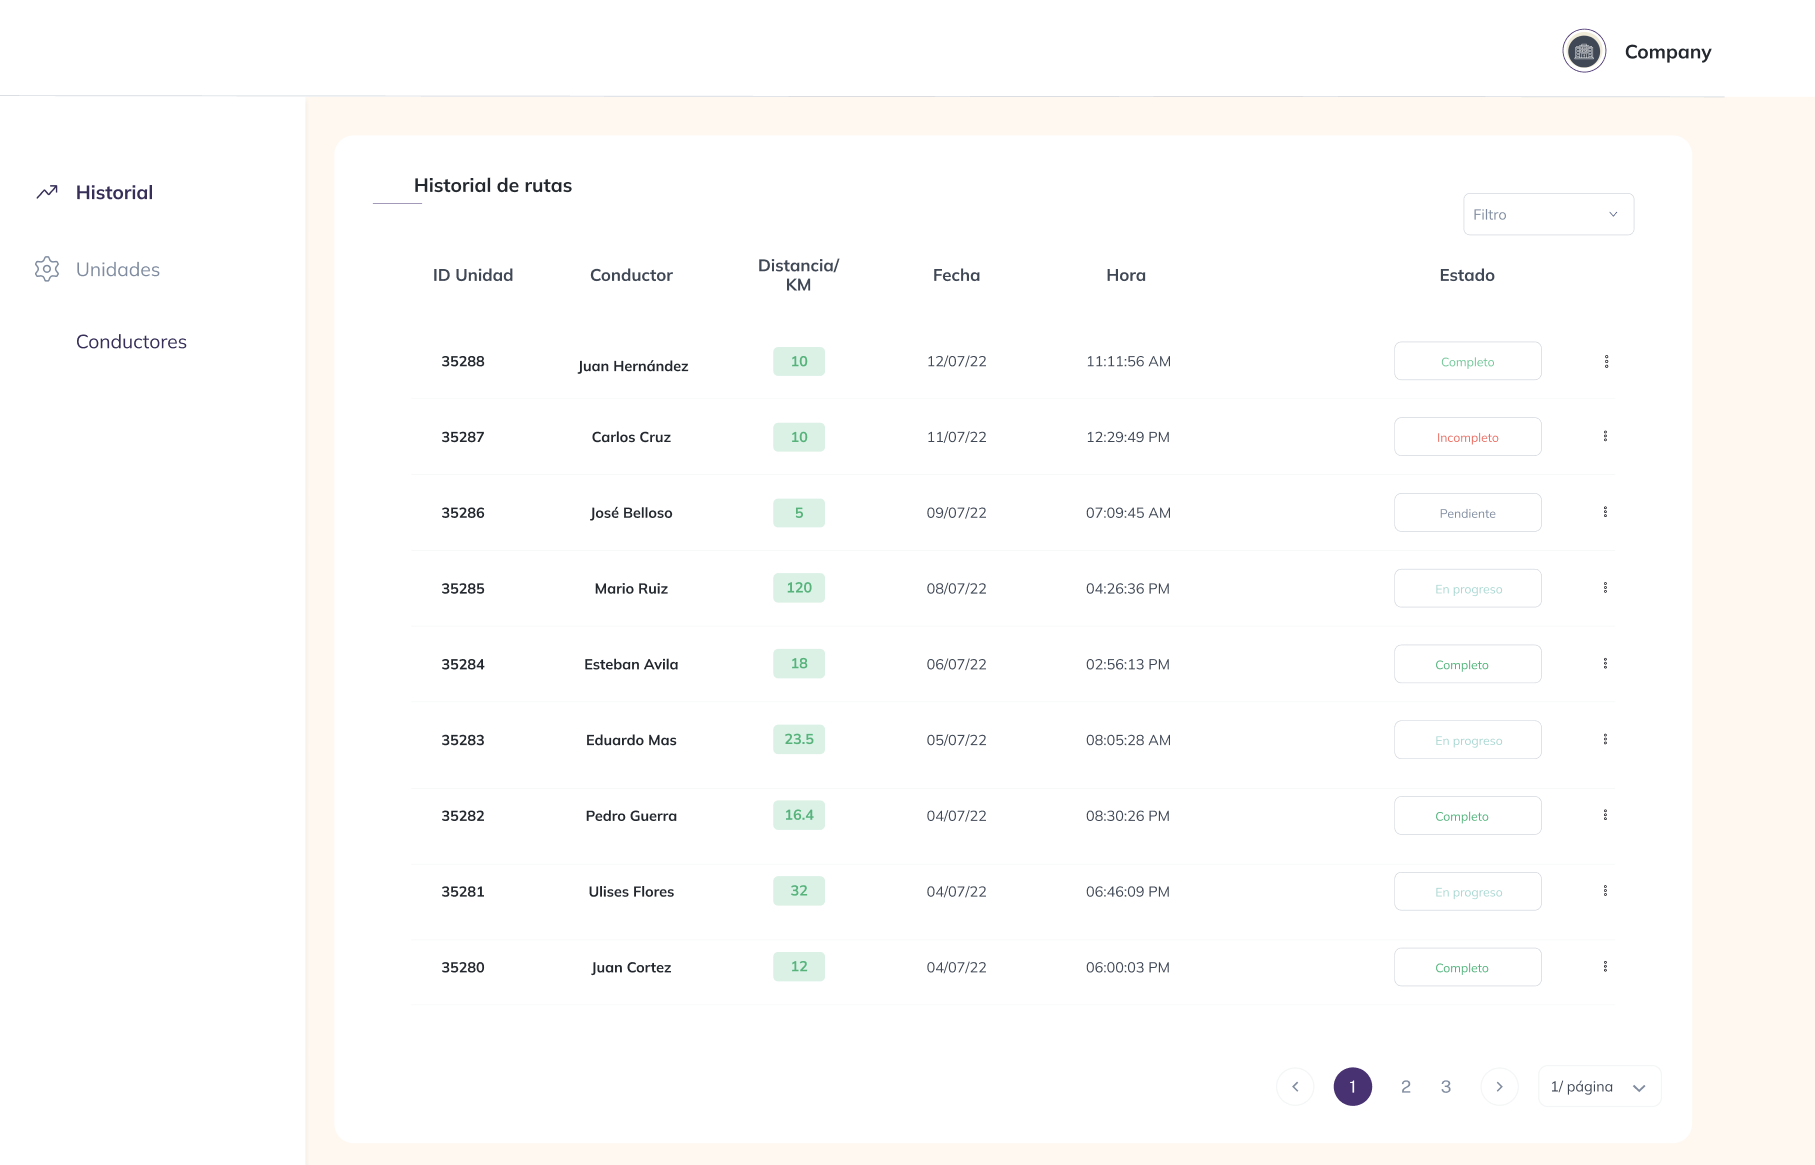 Company
Historial
Unidades
Conductores
Historial de rutas
Filtro
ID Unidad Conductor Distancia/ Fecha Hora Estado
KM
35288 Juan Hernández 10 12/07/22 11:11:56 AM Completo
35287 Carlos Cruz 10 11/07/22 12:29:49 PM Incompleto
35286 José Belloso 5 09/07/22 07:09:45 AM Pendiente
35285 Mario Ruiz 120 08/07/22 04:26:36 PM En progreso
35284 Esteban Avila 18 06/07/22 02:56:13 PM Completo
35283 Eduardo Mas 23.5 05/07/22 08:05:28 AM En progreso
35282 Pedro Guerra 16.4 04/07/22 08:30:26 PM Completo
35281 Ulises Flores 32 04/07/22 06:46:09 PM En progreso
35280 Juan Cortez 12 04/07/22 06:00:03 PM Completo
1 2 3 1/ página